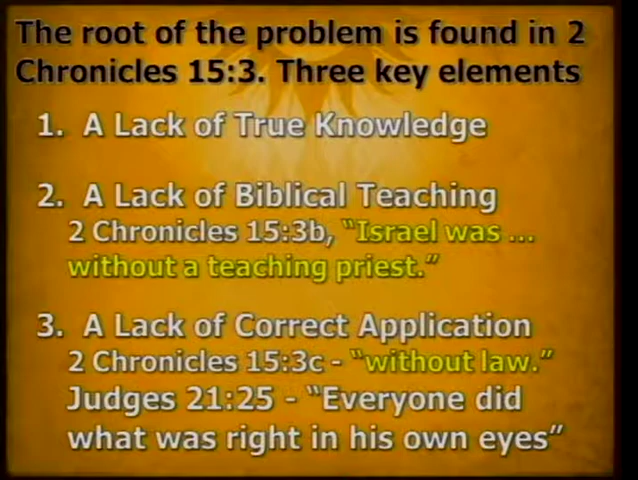 The root of the problem is found in 2
Chronicles 15:3. Three key elements
1. A Lack of True Knowledge
2. A Lack of Biblical Teaching
2 Chronicles 15:3b, “Israel was ...
without a teaching priest.”
3. A Lack of Correct Application
2 Chronicles 15:3c - “without law.”
Judges 21:25 - “Everyone did
what was right in his own eyes”